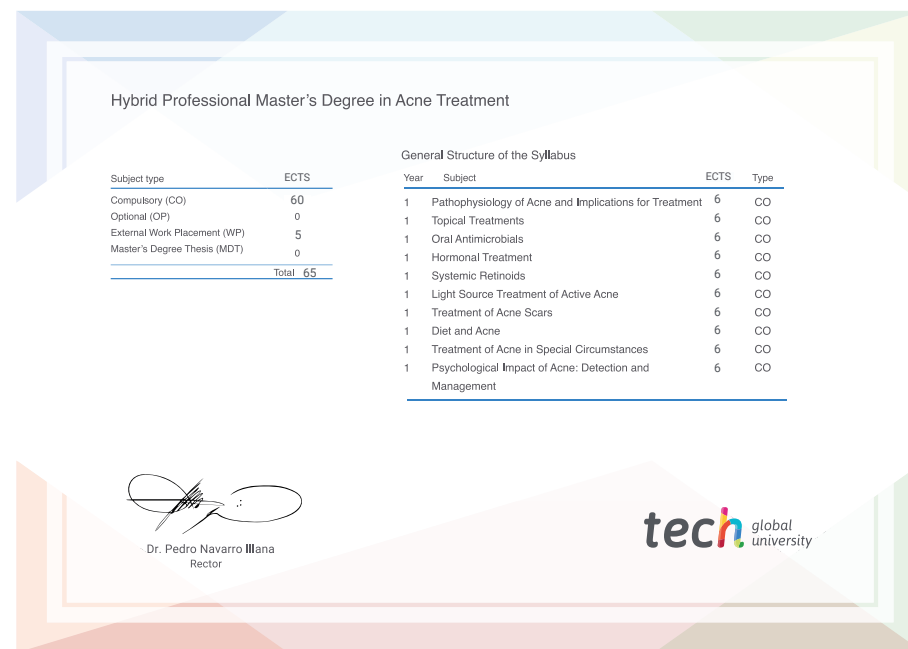 Hybrid Professional Master's Degree in Acne Treatment
General Structure of the Syllabus
Subject type ECTS
Compulsory (CO) 60
Optional (OP) 0
External Work Placement (WP) 5
Master's Degree Thesis (MDT) 0
Total 65
Year Subject ECTS Type
1 Pathophysiology of Acne and Implications for Treatment 6 CO
1 Topical Treatments 6 CO
1 Oral Antimicrobials 6 CO
1 Hormonal Treatment 6 CO
1 Systemic Retinoids 6 CO
1 Light Source Treatment of Active Acne 6 CO
1 Treatment of Acne Scars 6 CO
1 Diet and Acne 6 CO
1 Treatment of Acne in Special Circumstances 6 CO
1 Psychological Impact of Acne: Detection and 6 CO
Management
Dr. Pedro Navarro Illana
Rector
tech global
university